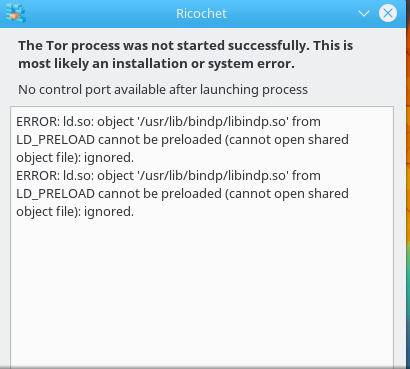 Ricochet
The Tor process was not started successfully. This is
most likely an installation or system error.
No control port available after launching process
ERROR: ld.so: object '/usr/lib/bindp/libindp.so' from
LD_PRELOAD cannot be preloaded (cannot open shared
object file): ignored.
ERROR: ld.so: object '/usr/lib/bindp/libindp.so' from
LD_PRELOAD cannot be preloaded (cannot open shared
object file): ignored.